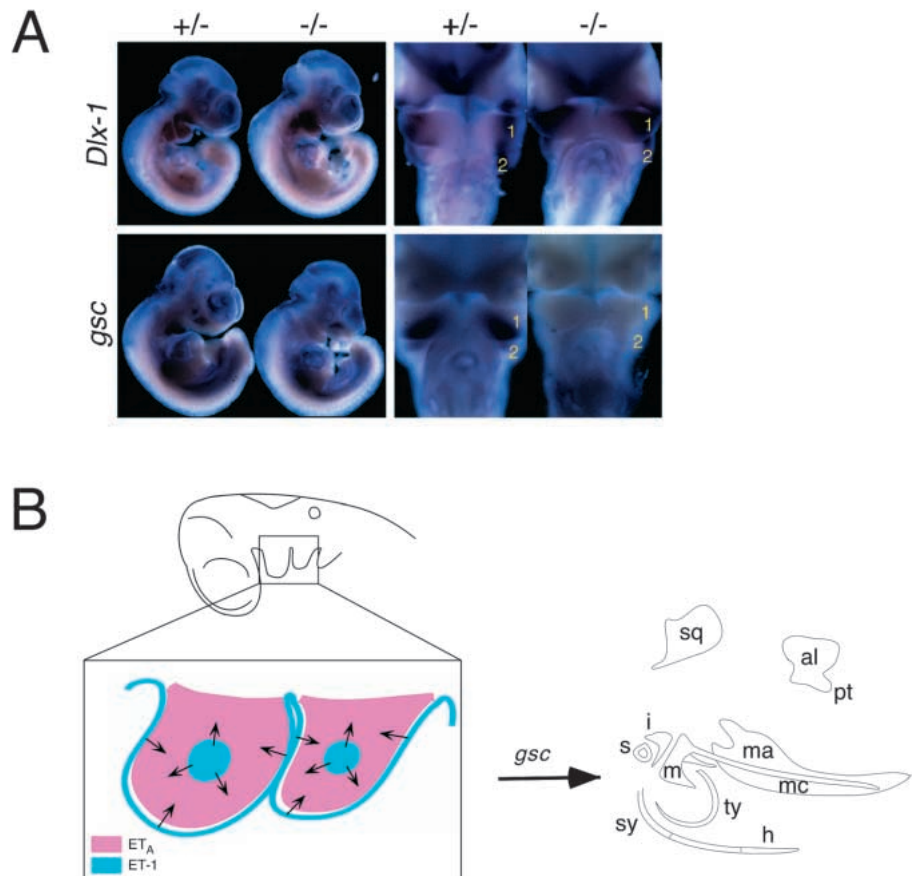 A
+/- -/- +/- -/-
Dlx-1
1 1
2 2
gsc
1 1
2 2
B
ET_A
ET-1
gsc
sq
al
pt
i
s
m
ma
mc
ty
sy
h